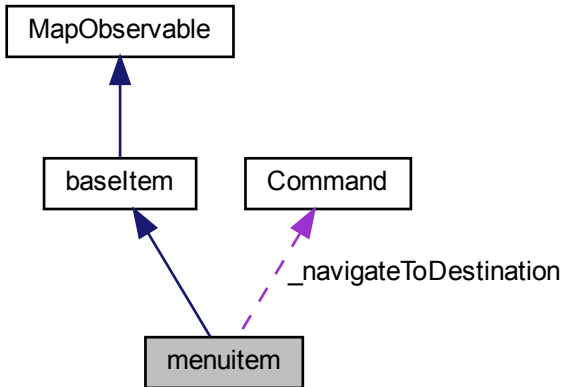 MapObservable
baseItem
Command
_navigateToDestination
menuitem